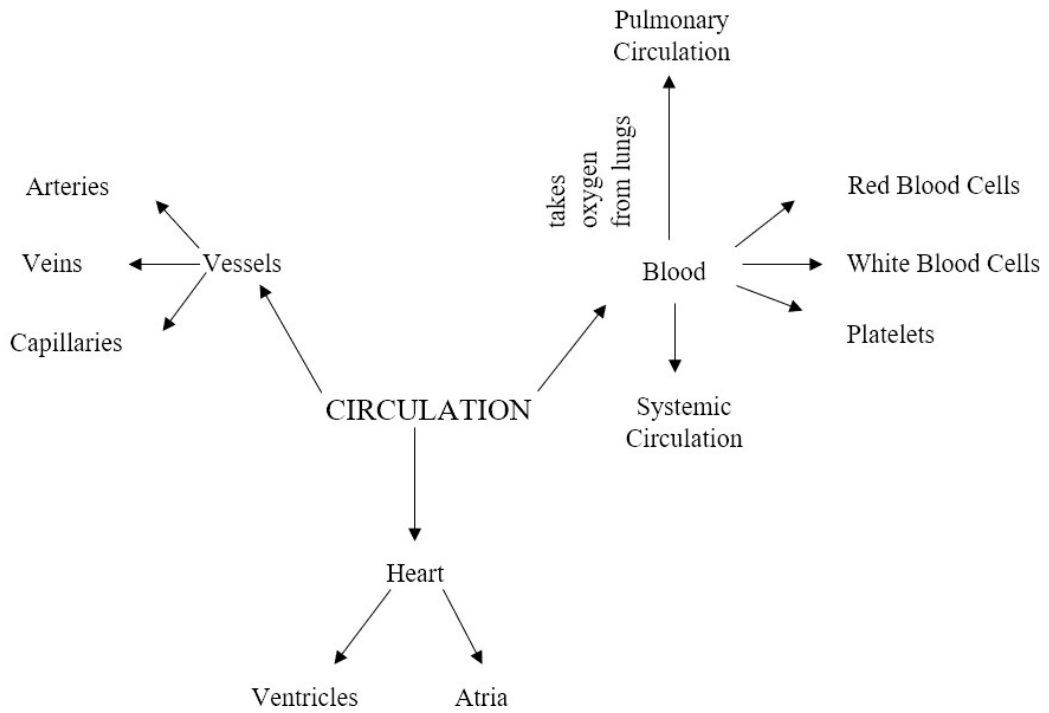 Pulmonary
Circulation
takes
oxygen
from lungs
Arteries
Red Blood Cells
Veins
Vessels
Blood
White Blood Cells
Capillaries
Platelets
CIRCULATION
Systemic
Circulation
Heart
Ventricles
Atria